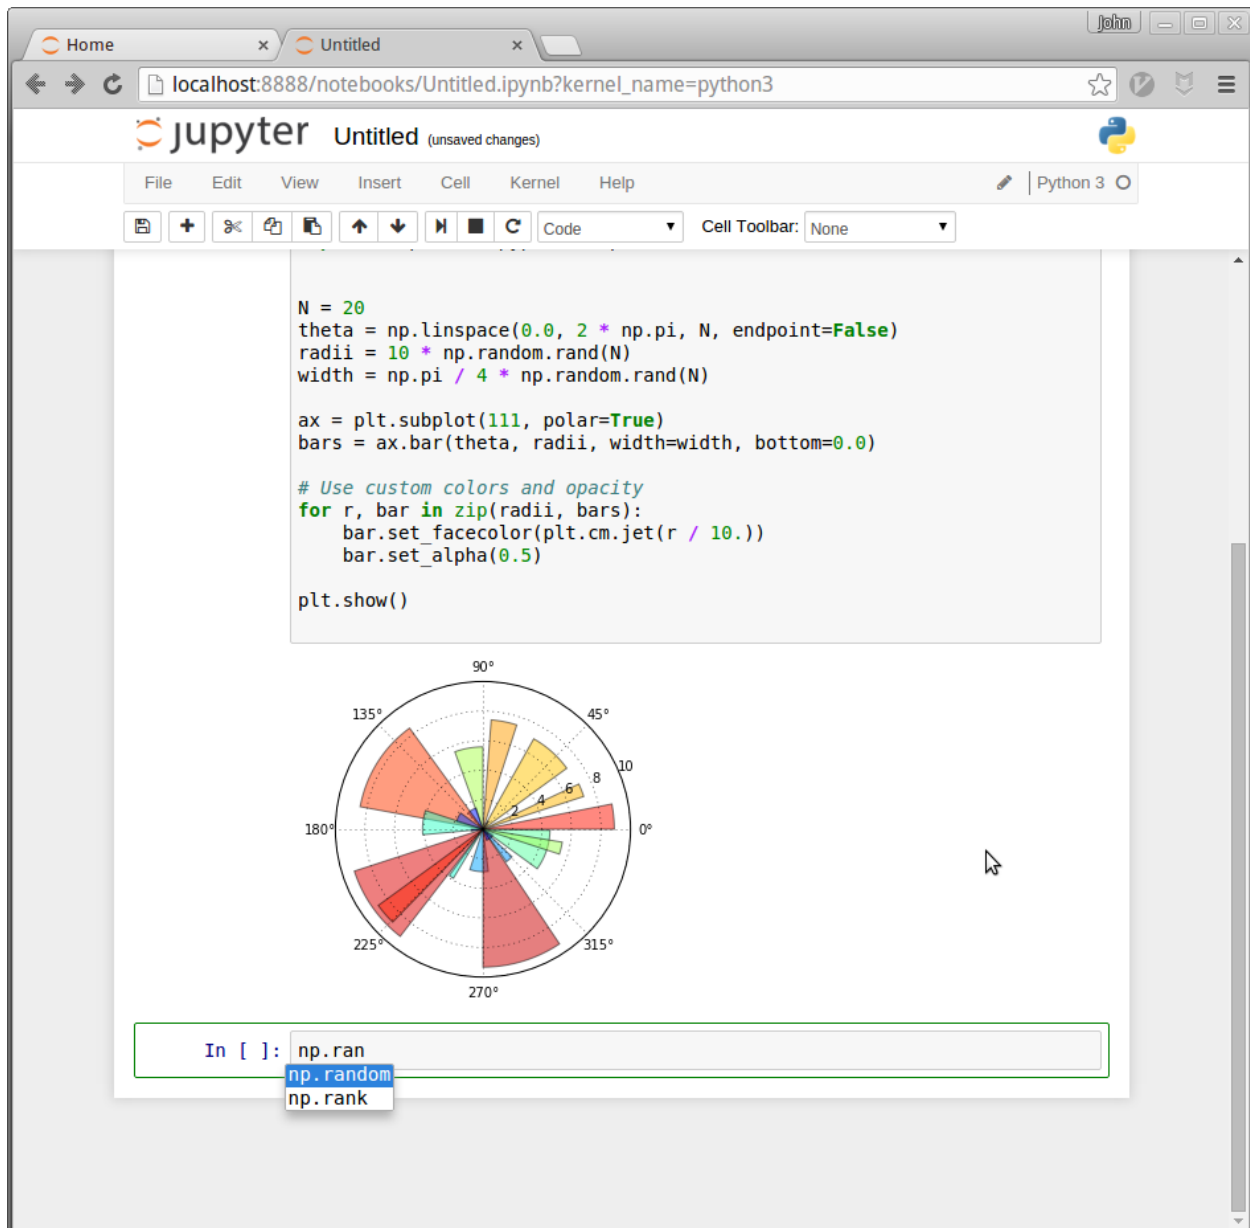 John
Home × Untitled ×
localhost:8888/notebooks/Untitled.ipynb?kernel_name=python3
jupyter Untitled (unsaved changes)
File Edit View Insert Cell Kernel Help Python 3
Code Cell Toolbar: None
N = 20
theta = np.linspace(0.0, 2 * np.pi, N, endpoint=False)
radii = 10 * np.random.rand(N)
width = np.pi / 4 * np.random.rand(N)
ax = plt.subplot(111, polar=True)
bars = ax.bar(theta, radii, width=width, bottom=0.0)
# Use custom colors and opacity
for r, bar in zip(radii, bars):
    bar.set_facecolor(plt.cm.jet(r / 10.))
    bar.set_alpha(0.5)
plt.show()
90°
135° 45°
10
8
6
4
2
180° 0°
225° 315°
270°
In [ ]: np.ran
np.random
np.rank